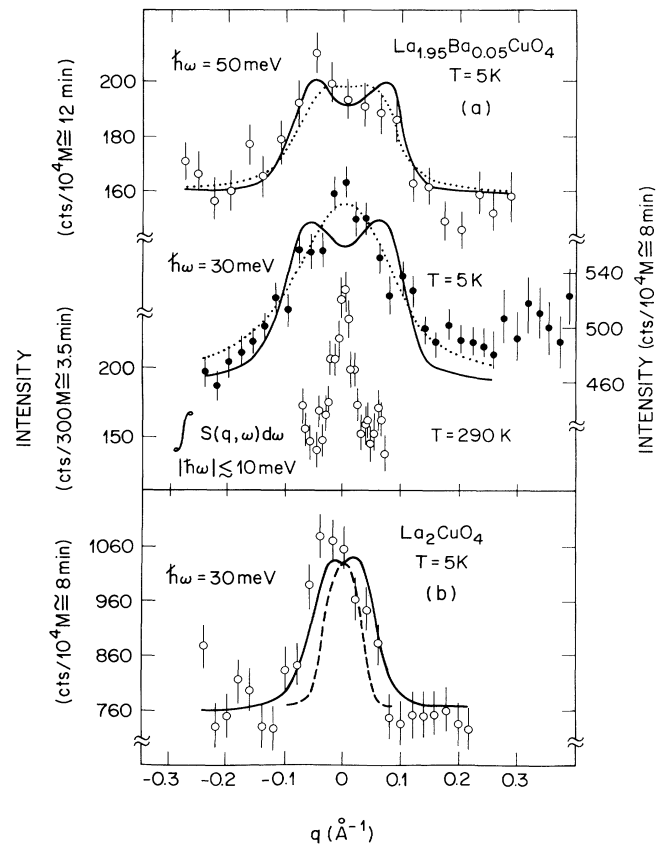 La1.95Ba0.05CuO4
ħω = 50 meV
T = 5K
(a)
200
180
160
(cts/10⁴M ≅ 12 min)
ħω = 30 meV
T = 5K
540
500
460
INTENSITY (cts/10⁴M ≅ 8 min)
200
150
INTENSITY
(cts/300M ≅ 3.5 min)
∫ S(q,ω)dω
|ħω| ≲ 10 meV
T = 290 K
La2CuO4
ħω = 30 meV
T = 5K
(b)
1060
960
860
760
(cts/10⁴M ≅ 8 min)
-0.3 -0.2 -0.1 0 0.1 0.2 0.3
q (Å⁻¹)